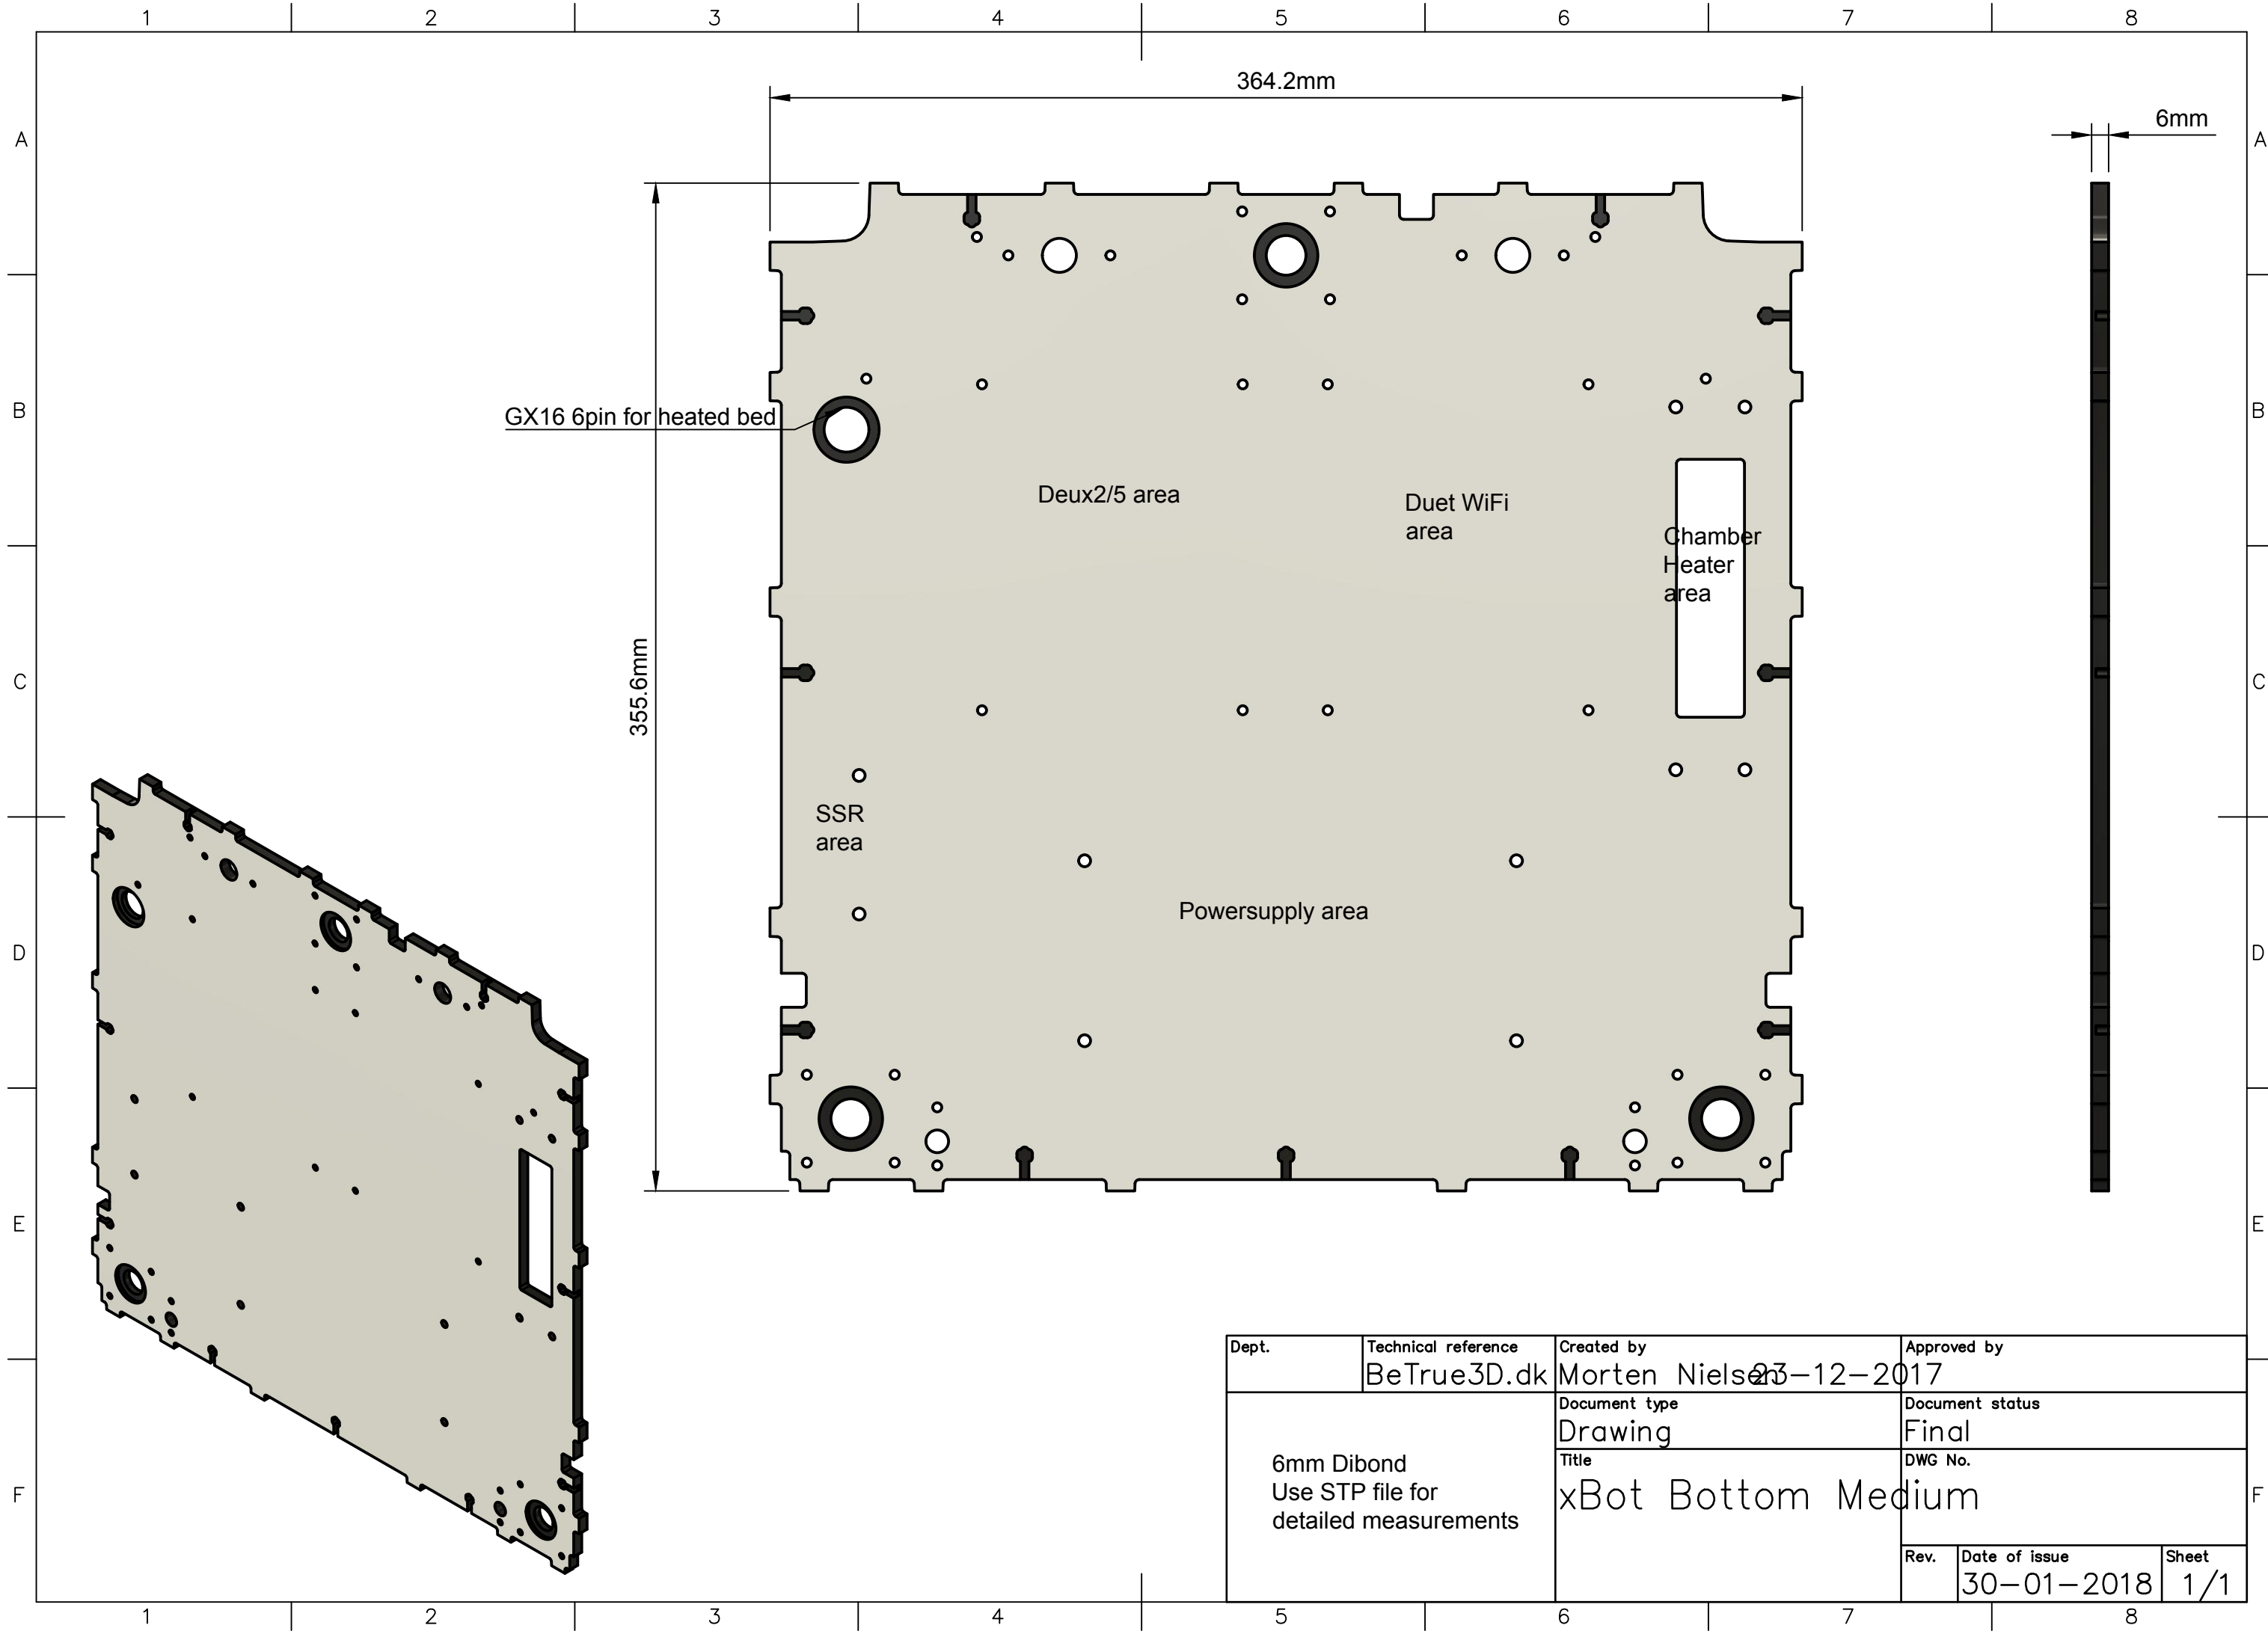 1 2 3 4 5 6 7 8
364.2mm
6mm
A A
B B
GX16 6pin for heated bed
Deux2/5 area
Duet WiFi
area
Chamber
Heater
area
355.6mm
C C
SSR
area
Powersupply area
D D
E E
F F
Dept.
Technical reference
BeTrue3D.dk
Created by
Morten Nielsen 23-12-2017
Approved by
Document type
Drawing
Document status
Final
6mm Dibond
Use STP file for
detailed measurements
Title
xBot Bottom Medium
DWG No.
Rev.
Date of issue
30-01-2018
Sheet
1/1
1 2 3 4 5 6 7 8